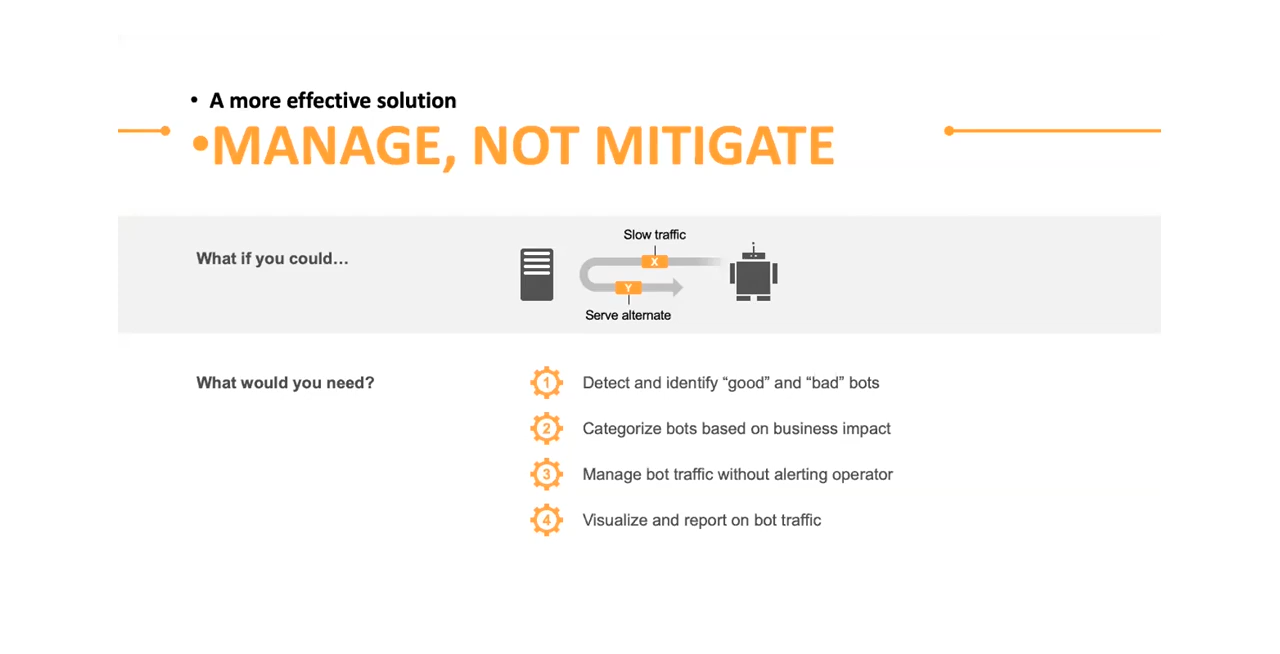 • A more effective solution
•MANAGE, NOT MITIGATE
What if you could…
Slow traffic
X
Y
Serve alternate
What would you need?
1 Detect and identify “good” and “bad” bots
2 Categorize bots based on business impact
3 Manage bot traffic without alerting operator
4 Visualize and report on bot traffic